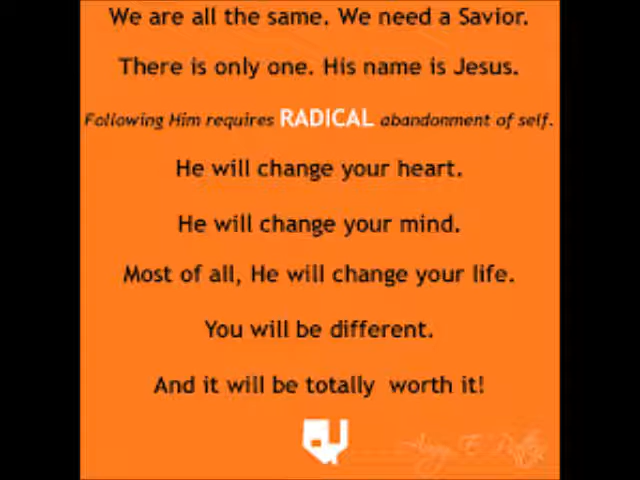 We are all the same. We need a Savior.
There is only one. His name is Jesus.
Following Him requires RADICAL abandonment of self.
He will change your heart.
He will change your mind.
Most of all, He will change your life.
You will be different.
And it will be totally worth it!